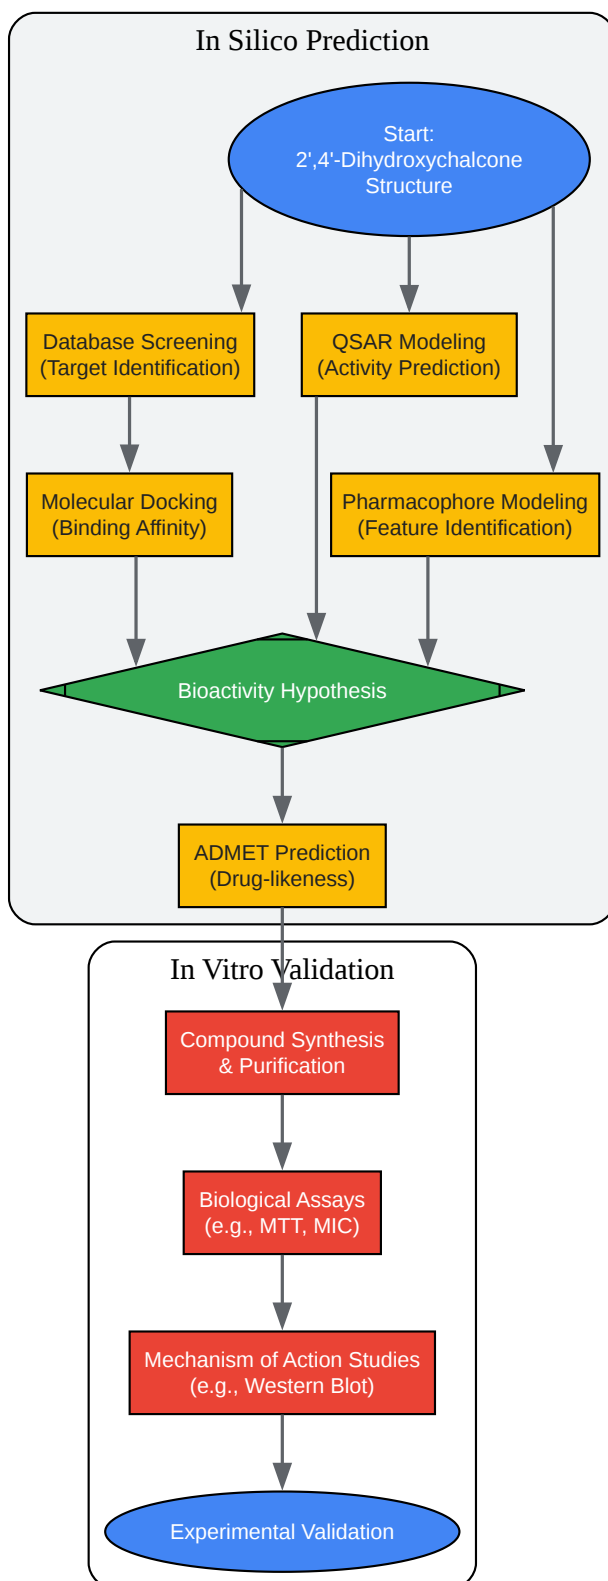 In Silico Prediction
Start:
2',4'-Dihydroxychalcone
Structure
Database Screening
(Target Identification)
QSAR Modeling
(Activity Prediction)
Molecular Docking
(Binding Affinity)
Pharmacophore Modeling
(Feature Identification)
Bioactivity Hypothesis
ADMET Prediction
(Drug-likeness)
In Vitro Validation
Compound Synthesis
& Purification
Biological Assays
(e.g., MTT, MIC)
Mechanism of Action Studies
(e.g., Western Blot)
Experimental Validation